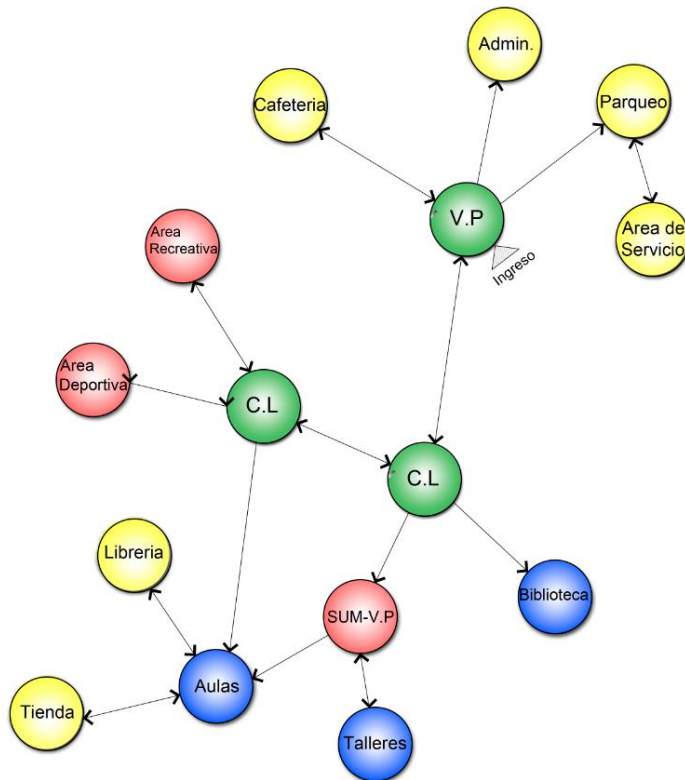 Admin.
Cafeteria
Parqueo
V.P
Area de
Servicio
Ingreso
Area
Recreativa
Area
Deportiva
C.L
C.L
Libreria
Biblioteca
SUM-V.P
Aulas
Tienda
Talleres